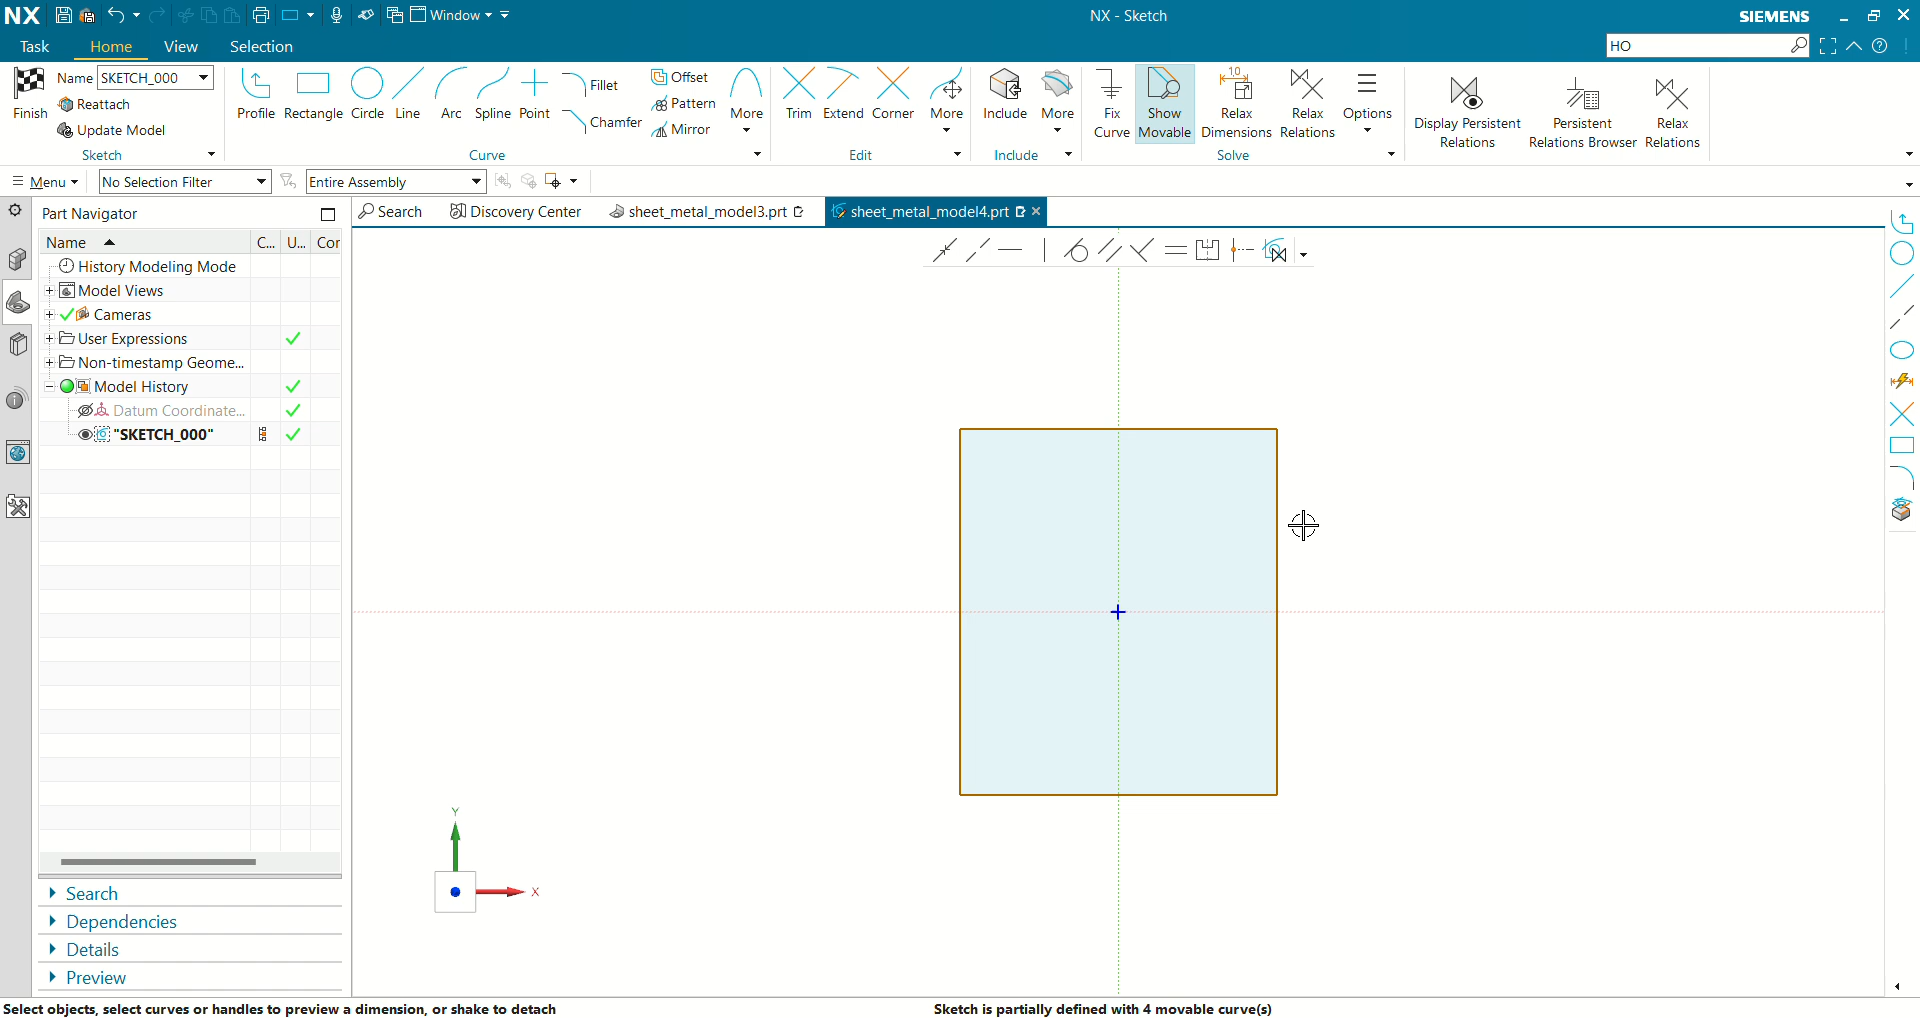 NX Window NX - Sketch SIEMENS
Task Home View Selection HO
Finish Name SKETCH_000 Reattach Update Model
Profile Rectangle Circle Line Arc Spline Point Fillet Chamfer Offset Pattern Mirror More
Trim Extend Corner More Include More
Fix Curve Show Movable Relax Dimensions Relax Relations Options
Display Persistent Relations Persistent Relations Browser Relax Relations
Sketch Curve Edit Include Solve
Menu No Selection Filter Entire Assembly
Part Navigator Search Discovery Center sheet_metal_model3.prt sheet_metal_model4.prt
Name C... U... Cor
History Modeling Mode
Model Views
Cameras
User Expressions
Non-timestamp Geome...
Model History
Datum Coordinate...
"SKETCH_000"
Y
X
Search
Dependencies
Details
Preview
Select objects, select curves or handles to preview a dimension, or shake to detach Sketch is partially defined with 4 movable curve(s)